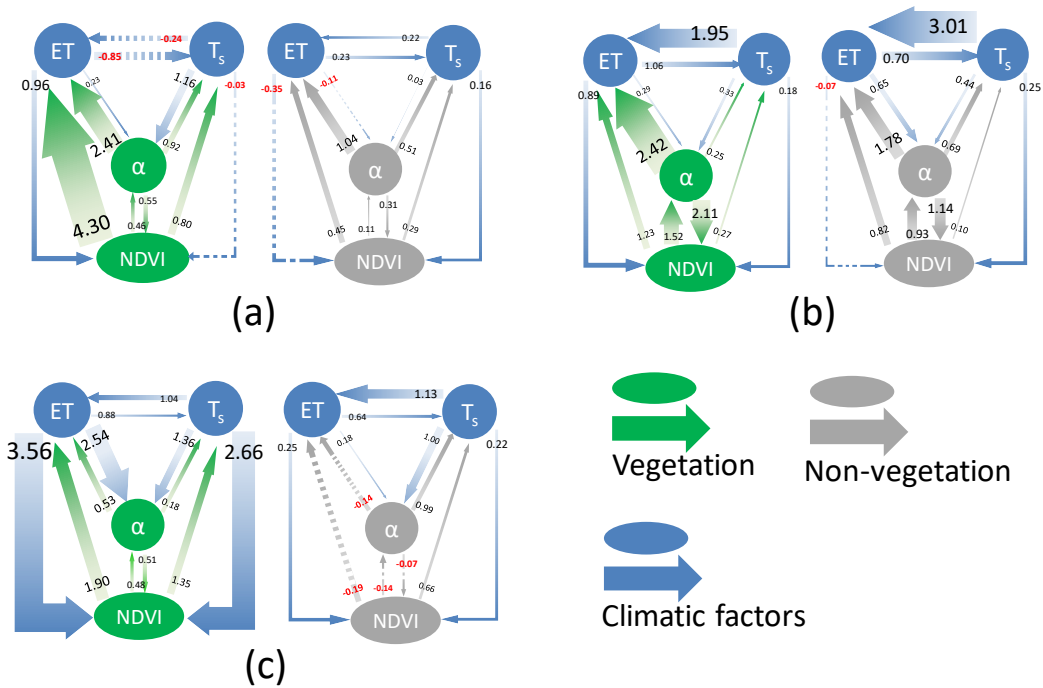 ET
-0.24
-0.85
Ts
0.96
0.23
1.16
-0.03
2.41
0.92
α
4.30
0.55
0.46
0.80
NDVI
ET
0.22
0.23
Ts
-0.35
-0.11
0.03
0.16
1.04
0.51
α
0.31
0.45
0.11
0.29
NDVI
(a)
ET
1.95
1.06
Ts
0.89
0.29
0.33
0.18
2.42
0.25
α
2.11
1.23
1.52
0.27
NDVI
ET
3.01
0.70
Ts
-0.07
0.65
0.44
0.25
1.78
0.69
α
1.14
0.82
0.93
0.10
NDVI
(b)
ET
1.04
0.88
Ts
3.56
2.54
1.36
2.66
0.53
0.18
α
0.51
1.90
0.48
1.35
NDVI
ET
1.13
0.64
Ts
0.25
0.18
1.00
0.22
-0.14
0.99
α
-0.07
-0.19
-0.14
0.66
NDVI
(c)
Vegetation
Non-vegetation
Climatic factors